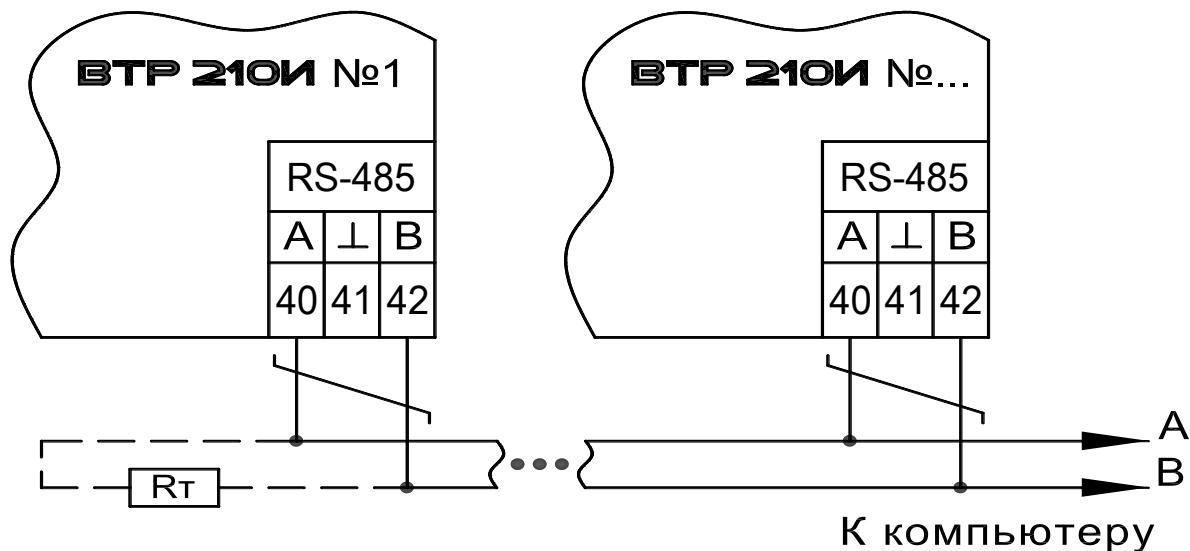 ВТР 210И №1
ВТР 210И №...
RS-485
RS-485
А ⊥ В
А ⊥ В
40 41 42
40 41 42
А
Rт
В
К компьютеру